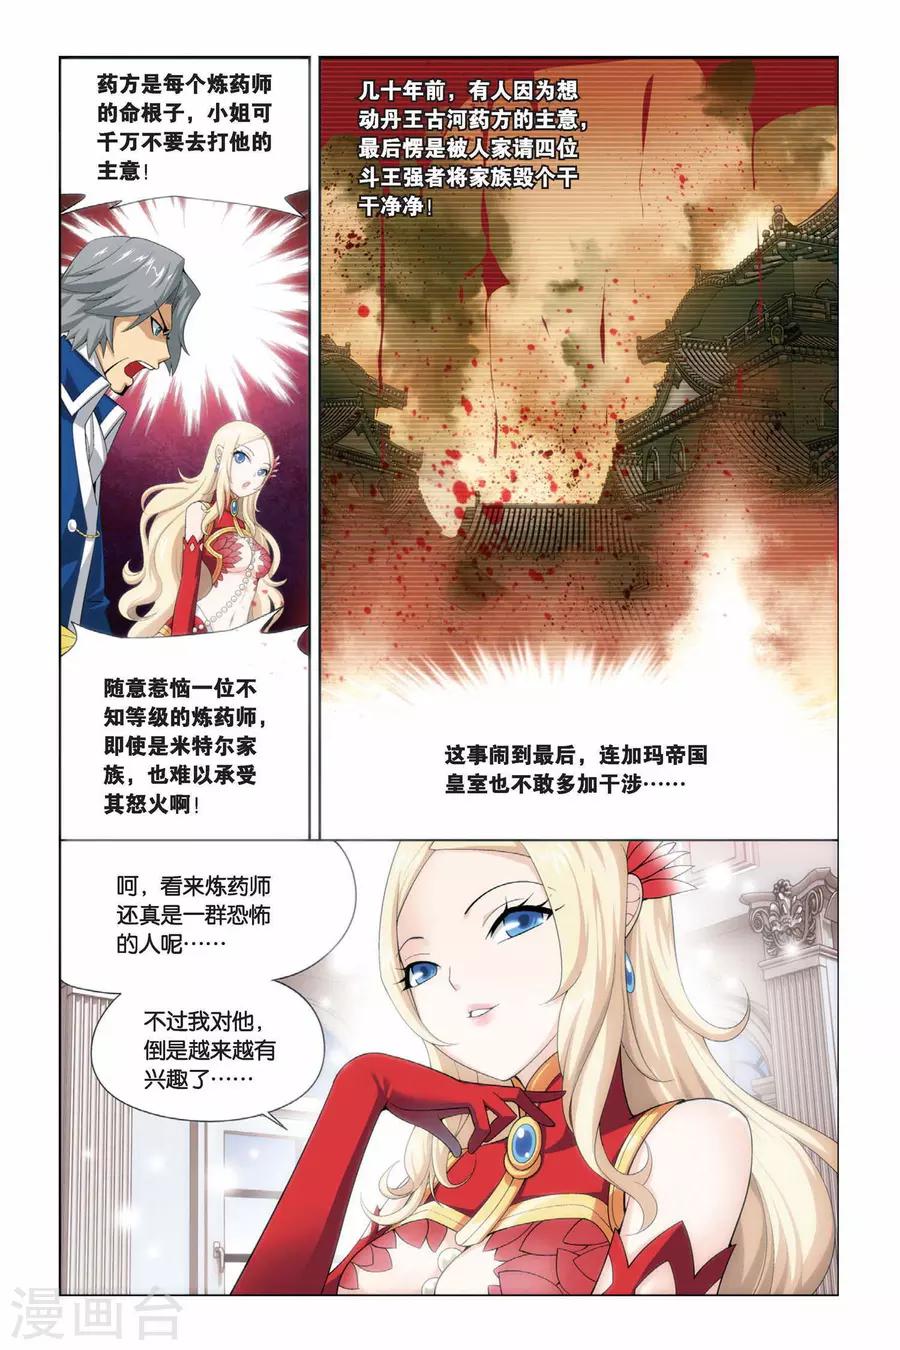 药方是每个炼药师
的命根子，小姐可
千万不要去打他的
主意！
随意惹恼一位不
知等级的炼药师，
即使是米特尔家
族，也难以承受
其怒火啊！
几十年前，有人因为想
动丹王古河药方的主意，
最后愣是被人家请四位
斗王强者将家族毁个干
干净净！
这事闹到最后，连加玛帝国
皇室也不敢多加干涉……
呵，看来炼药师
还真是一群恐怖
的人呢……
不过我对他，
倒是越来越有
兴趣了……
漫画台